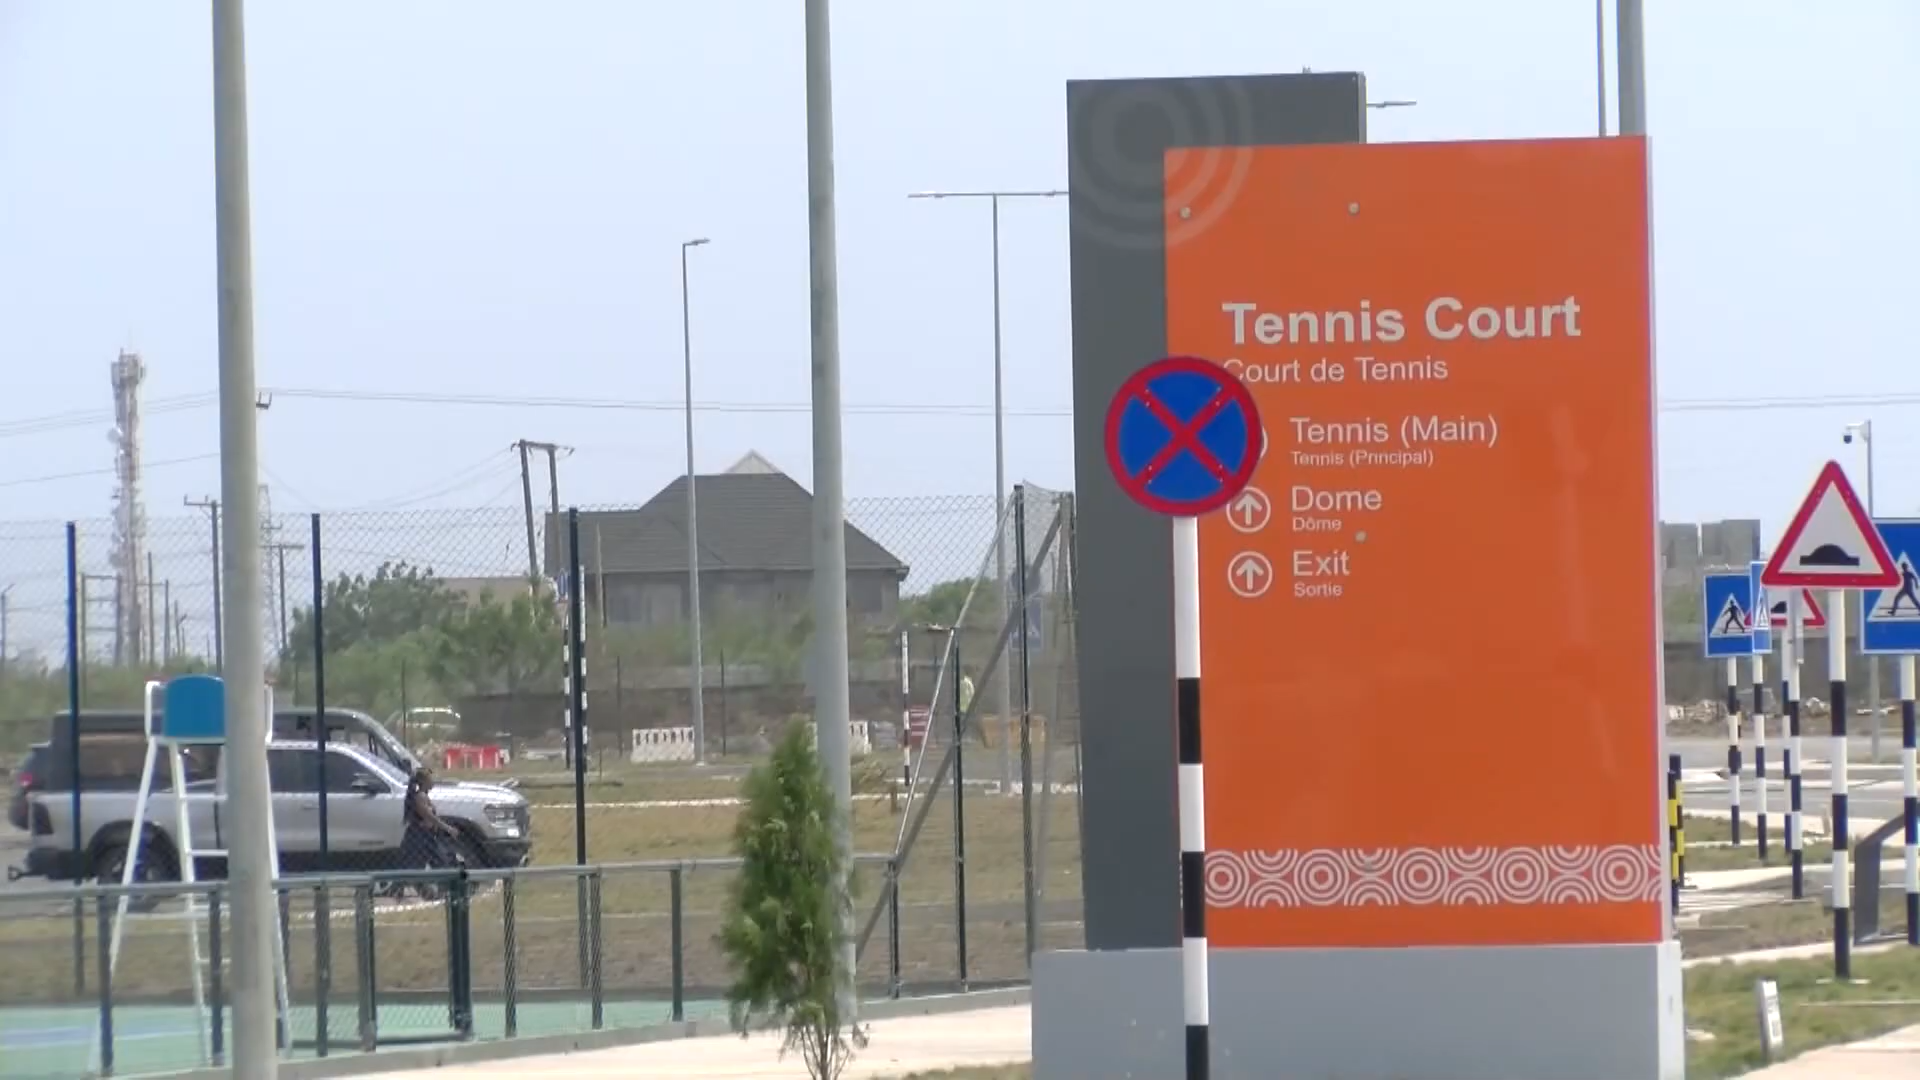 Tennis Court
Court de Tennis
Tennis (Main)
Tennis (Principal)
Dome
Dôme
Exit
Sortie